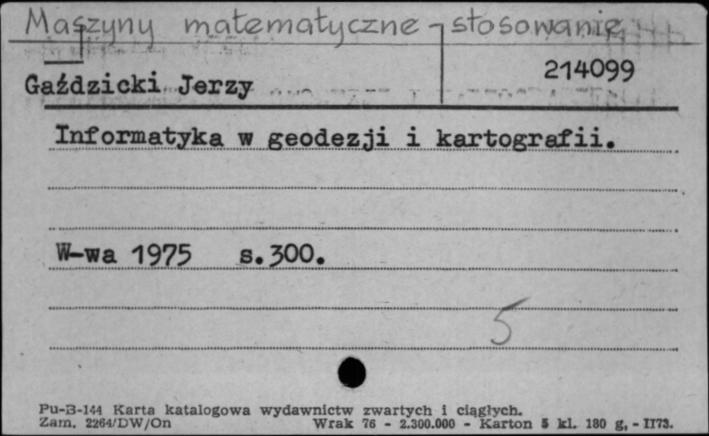 Maszyny matematyczne - stosowanie
214099
Gaździcki Jerzy
Informatyka w geodezji i kartografii.
W-wa 1975 s.300.
5
Pu-B-144 Karta katalogowa wydawnictw zwartych i ciągłych.
Zam. 2264/DW/On Wrak 76 - 2.300.000 - Karton 5 kl. 180 g. - II73.